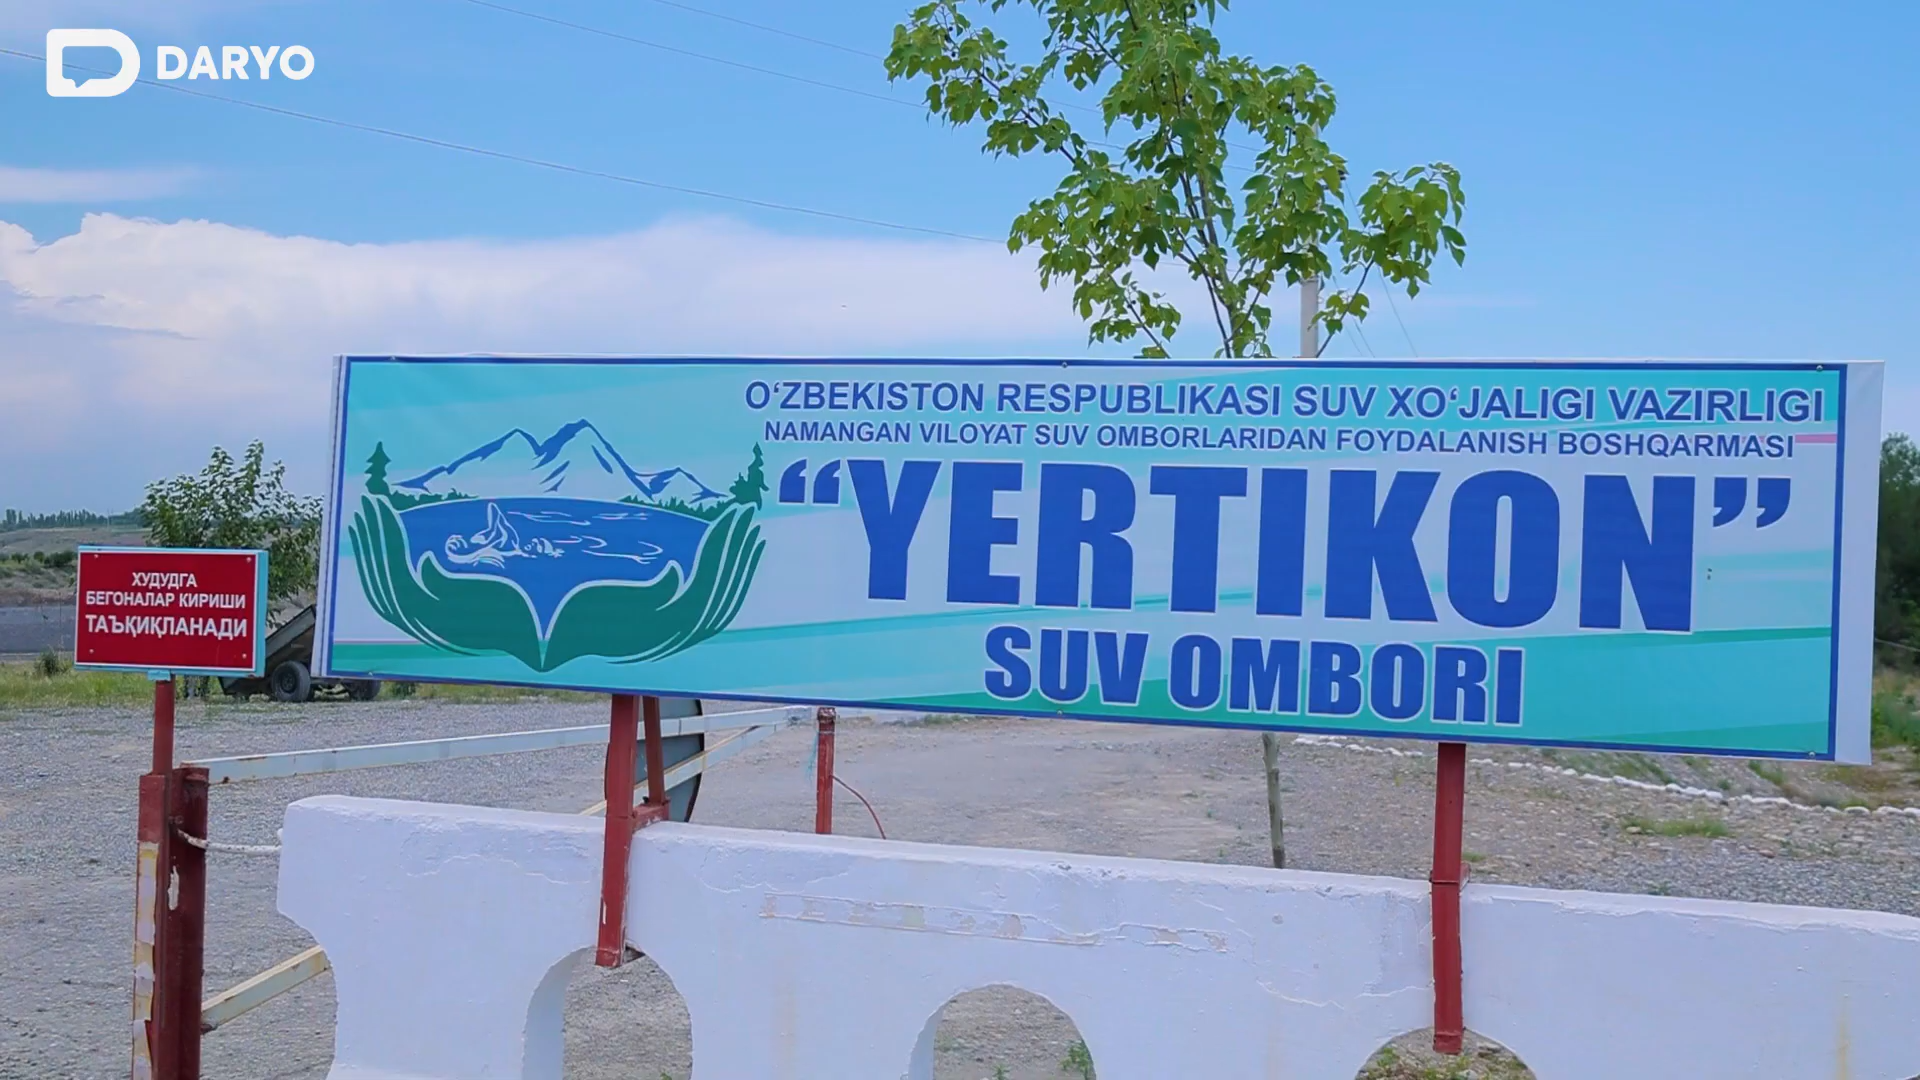 DARYO
O‘ZBEKISTON RESPUBLIKASI SUV XO‘JALIGI VAZIRLIGI
NAMANGAN VILOYAT SUV OMBORLARIDAN FOYDALANISH BOSHQARMASI
“YERTIKON”
SUV OMBORI
ХУДУДГА
БЕГОНАЛАР КИРИШИ
ТАЪҚИҚЛАНАДИ